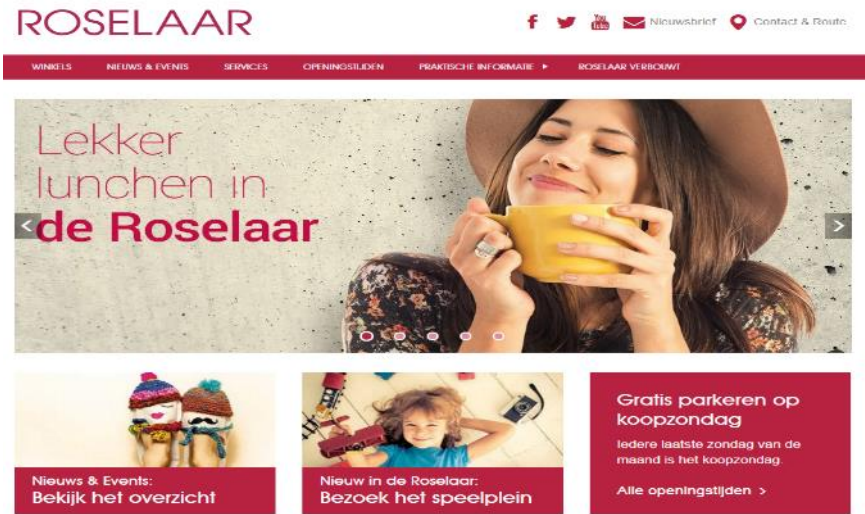 ROSELAAR
You Tube
Nieuwsbrief
Contact & Route
WINKELS NIEUWS & EVENTS SERVICES OPENINGSTIJDEN PRAKTISCHE INFORMATIE ROSELAAR VERBOUWT
Lekker
lunchen in
de Roselaar
Nieuws & Events:
Bekijk het overzicht
Nieuw in de Roselaar:
Bezoek het speelplein
Gratis parkeren op
koopzondag
Iedere laatste zondag van de
maand is het koopzondag.
Alle openingstijden >